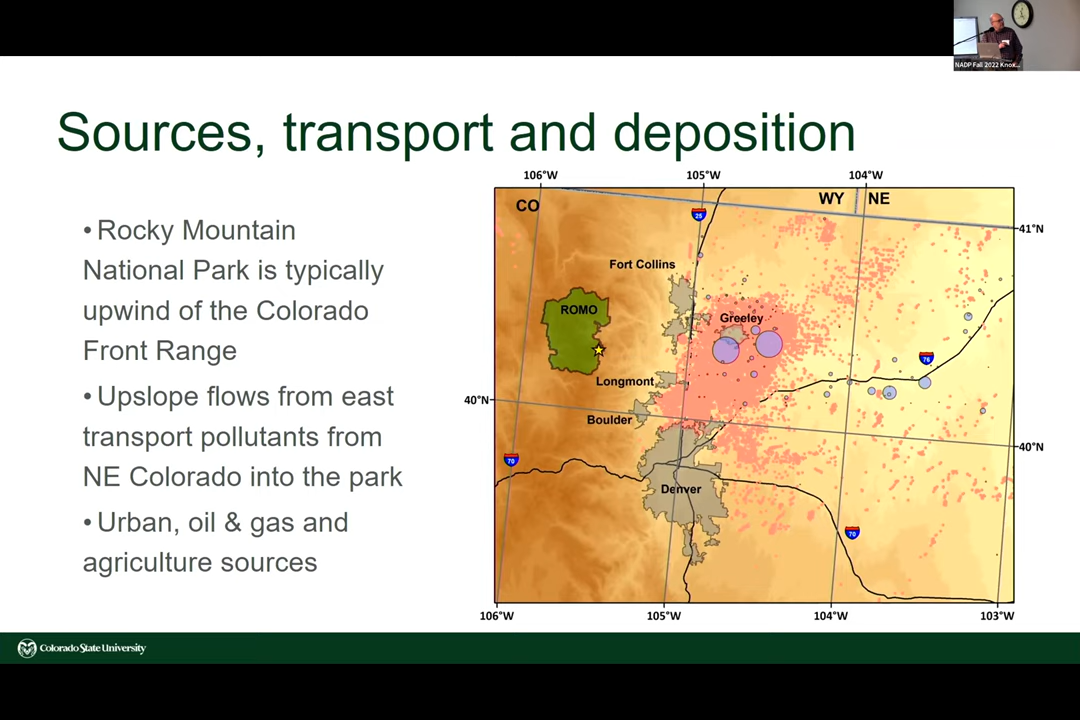 NADP Fall 2022 Knox...
Sources, transport and deposition
• Rocky Mountain
National Park is typically
upwind of the Colorado
Front Range
• Upslope flows from east
transport pollutants from
NE Colorado into the park
• Urban, oil & gas and
agriculture sources
106°W 105°W 104°W
CO WY NE
25
41°N
Fort Collins
ROMO
Greeley
76
Longmont
40°N
Boulder
40°N
70
Denver
70
106°W 105°W 104°W 103°W
Colorado State University